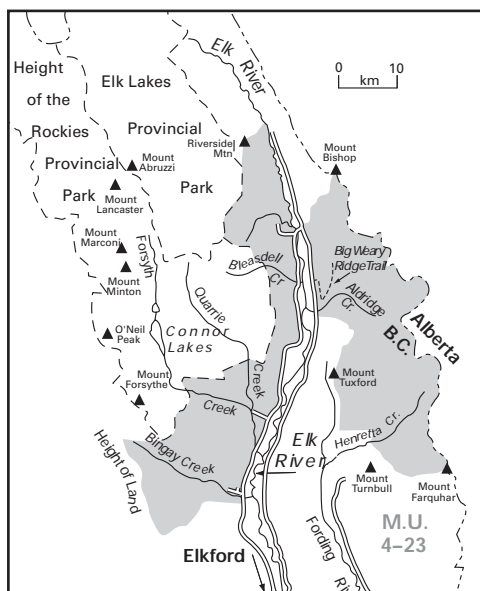 Height
of the
Rockies
Provincial
Park
Elk Lakes
Provincial
Park
Elk
River
0 10
km
Riverside
Mtn
Mount
Bishop
Mount
Abruzzi
Mount
Lancaster
Mount
Marconi
Mount
Minton
O'Neil
Peak
Mount
Forsythe
Forsyth
Creek
Bleasdell
Cr.
Quarrie
Creek
Connor
Lakes
Big Weary
Ridge Trail
Aldridge
Cr.
Alberta
B.C.
Mount
Tuxford
Henretta Cr.
Elk
River
Mount
Turnbull
Mount
Farquhar
Height of Land
Bingay Creek
Elkford
Fording
Riv
M.U.
4–23